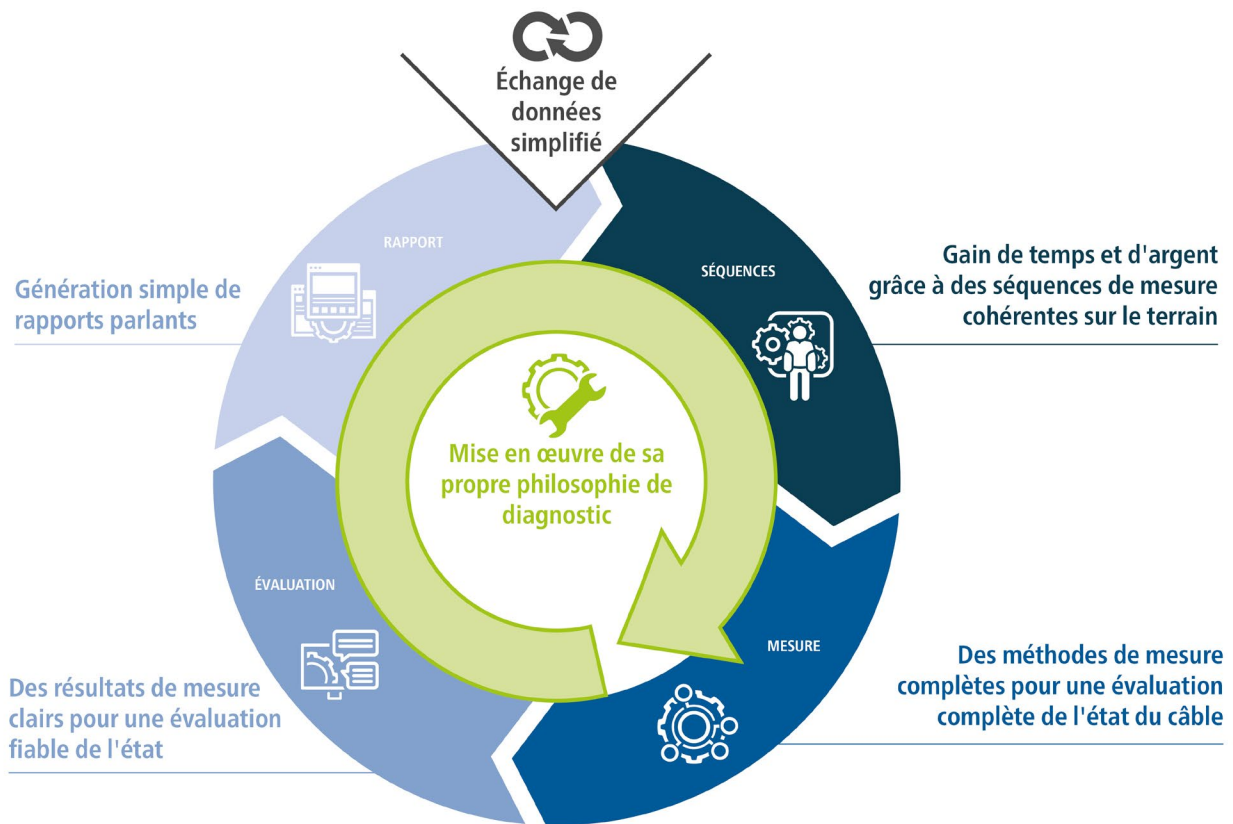 Échange de
données
simplifié
RAPPORT
Génération simple de
rapports parlants
SÉQUENCES
Gain de temps et d'argent
grâce à des séquences de mesure
cohérentes sur le terrain
Mise en œuvre de sa
propre philosophie de
diagnostic
ÉVALUATION
Des résultats de mesure
clairs pour une évaluation
fiable de l'état
MESURE
Des méthodes de mesure
complètes pour une évaluation
complète de l'état du câble